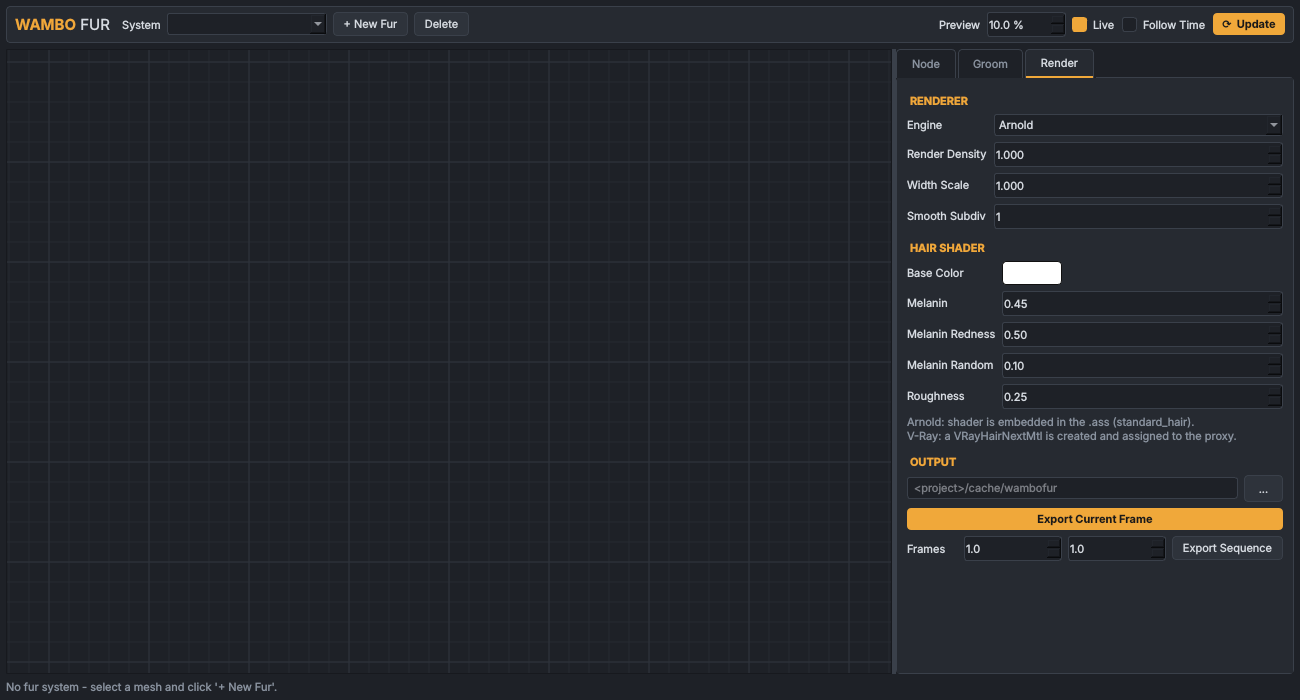 WAMBO FUR System + New Fur Delete Preview 10.0 % Live Follow Time ⟳ Update
Node Groom Render
RENDERER
Engine Arnold
Render Density 1.000
Width Scale 1.000
Smooth Subdiv 1
HAIR SHADER
Base Color
Melanin 0.45
Melanin Redness 0.50
Melanin Random 0.10
Roughness 0.25
Arnold: shader is embedded in the .ass (standard_hair).
V-Ray: a VRayHairNextMtl is created and assigned to the proxy.
OUTPUT
<project>/cache/wambofur ...
Export Current Frame
Frames 1.0 1.0 Export Sequence
No fur system - select a mesh and click '+ New Fur'.